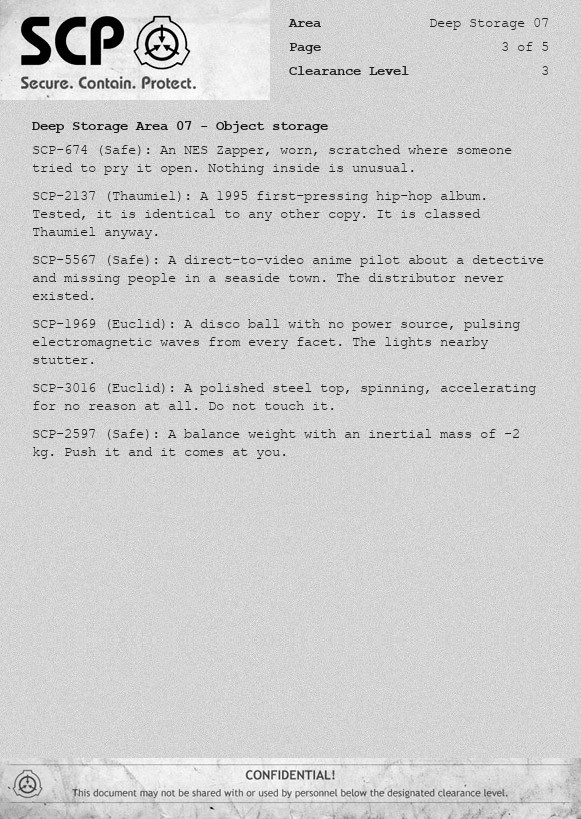 SCP
Secure. Contain. Protect.
Area Deep Storage 07
Page 3 of 5
Clearance Level 3
Deep Storage Area 07 - Object storage
SCP-674 (Safe): An NES Zapper, worn, scratched where someone
tried to pry it open. Nothing inside is unusual.
SCP-2137 (Thaumiel): A 1995 first-pressing hip-hop album.
Tested, it is identical to any other copy. It is classed
Thaumiel anyway.
SCP-5567 (Safe): A direct-to-video anime pilot about a detective
and missing people in a seaside town. The distributor never
existed.
SCP-1969 (Euclid): A disco ball with no power source, pulsing
electromagnetic waves from every facet. The lights nearby
stutter.
SCP-3016 (Euclid): A polished steel top, spinning, accelerating
for no reason at all. Do not touch it.
SCP-2597 (Safe): A balance weight with an inertial mass of -2
kg. Push it and it comes at you.
CONFIDENTIAL!
This document may not be shared with or used by personnel below the designated clearance level.